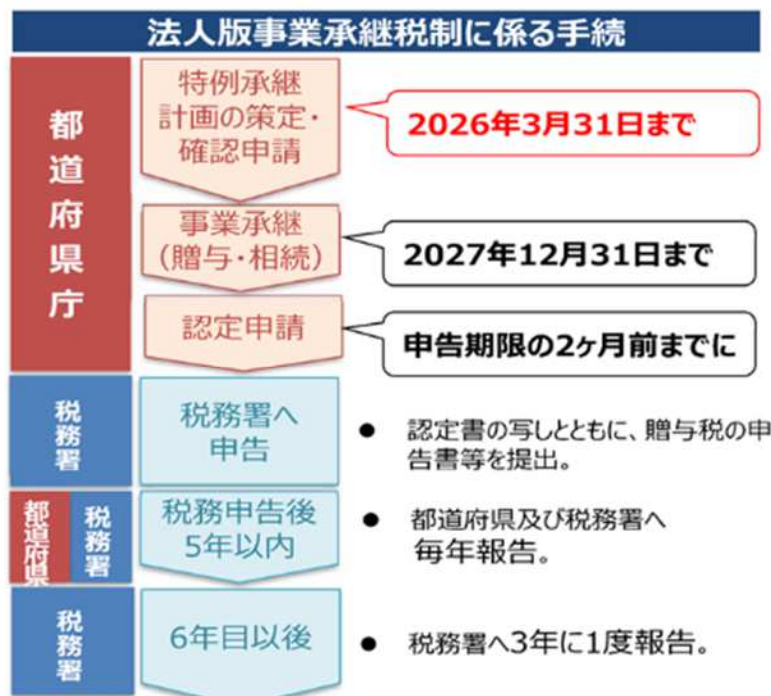 法人版事業承継税制に係る手続
都道府県庁
特例承継
計画の策定・
確認申請
2026年3月31日まで
事業承継
(贈与・相続)
2027年12月31日まで
認定申請
申告期限の2ヶ月前までに
税務署
税務署へ
申告
● 認定書の写しとともに、贈与税の申
告書等を提出。
都道府県
税務署
税務申告後
5年以内
● 都道府県及び税務署へ
毎年報告。
税務署
6年目以後
● 税務署へ3年に1度報告。